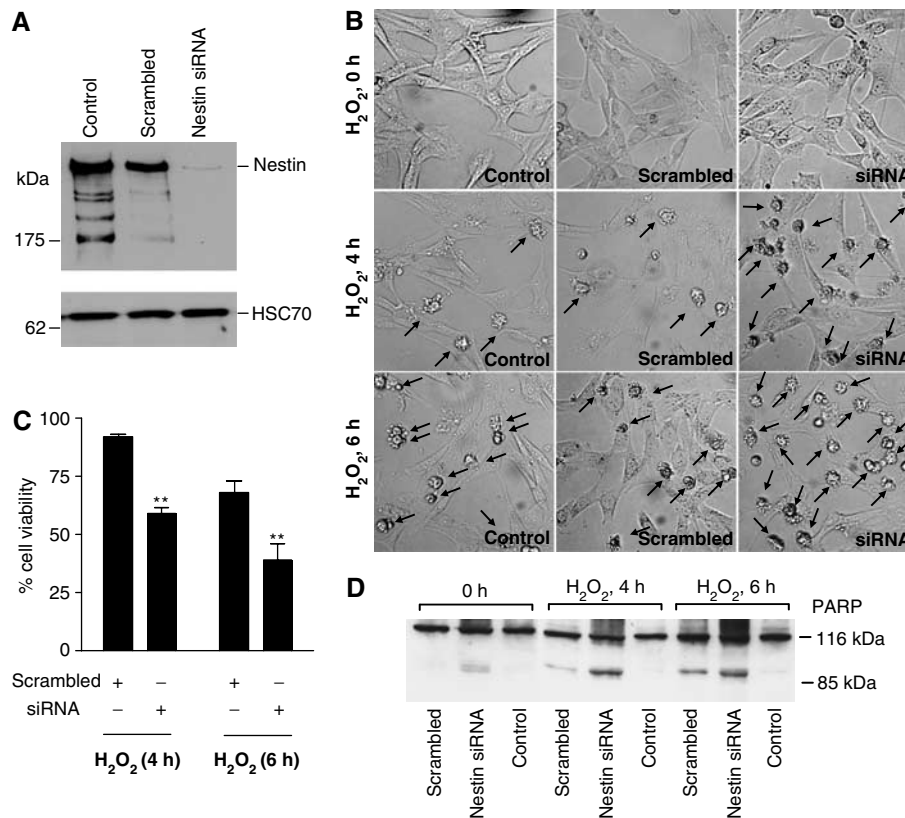 A
Control
Scrambled
Nestin siRNA
Nestin
kDa
175
HSC70
62
B
H2O2, 0 h
Control
Scrambled
siRNA
H2O2, 4 h
Control
Scrambled
siRNA
H2O2, 6 h
Control
Scrambled
siRNA
C
% cell viability
100
75
50
25
0
**
**
Scrambled + – + –
siRNA – + – +
H2O2 (4 h) H2O2 (6 h)
D
0 h H2O2, 4 h H2O2, 6 h
PARP
116 kDa
85 kDa
Scrambled
Nestin siRNA
Control
Scrambled
Nestin siRNA
Control
Scrambled
Nestin siRNA
Control